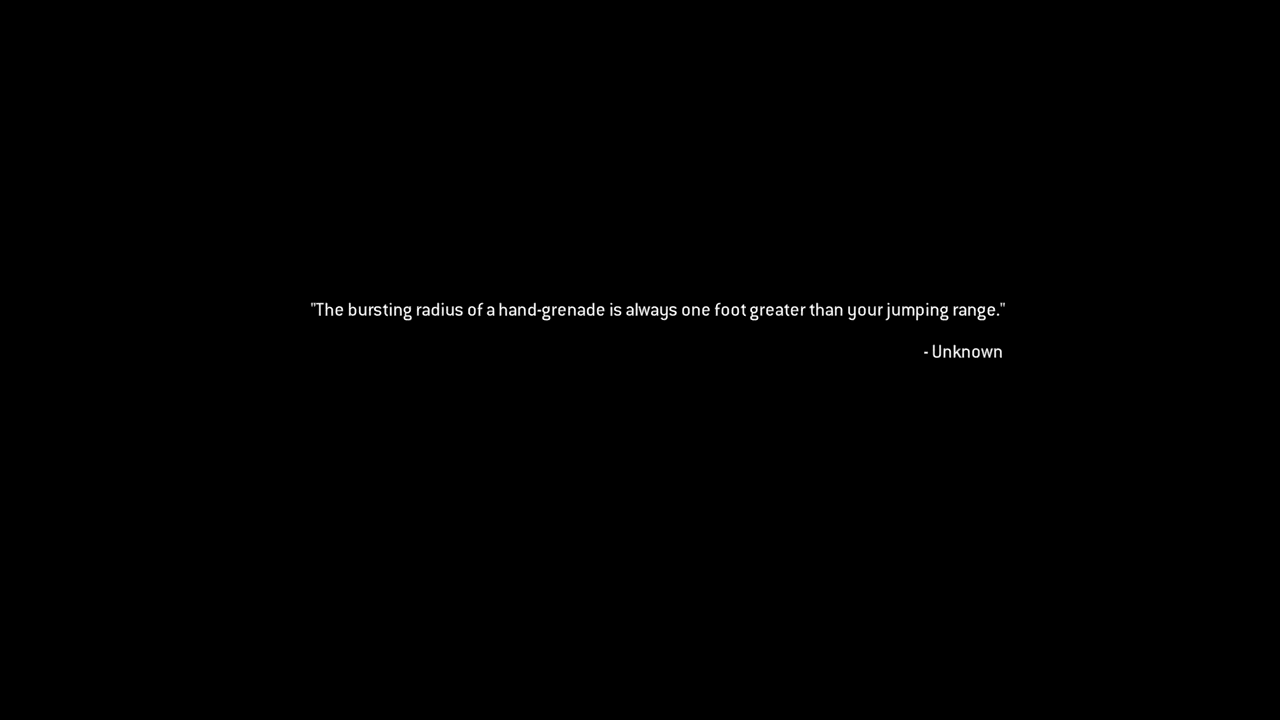 "The bursting radius of a hand-grenade is always one foot greater than your jumping range."
- Unknown